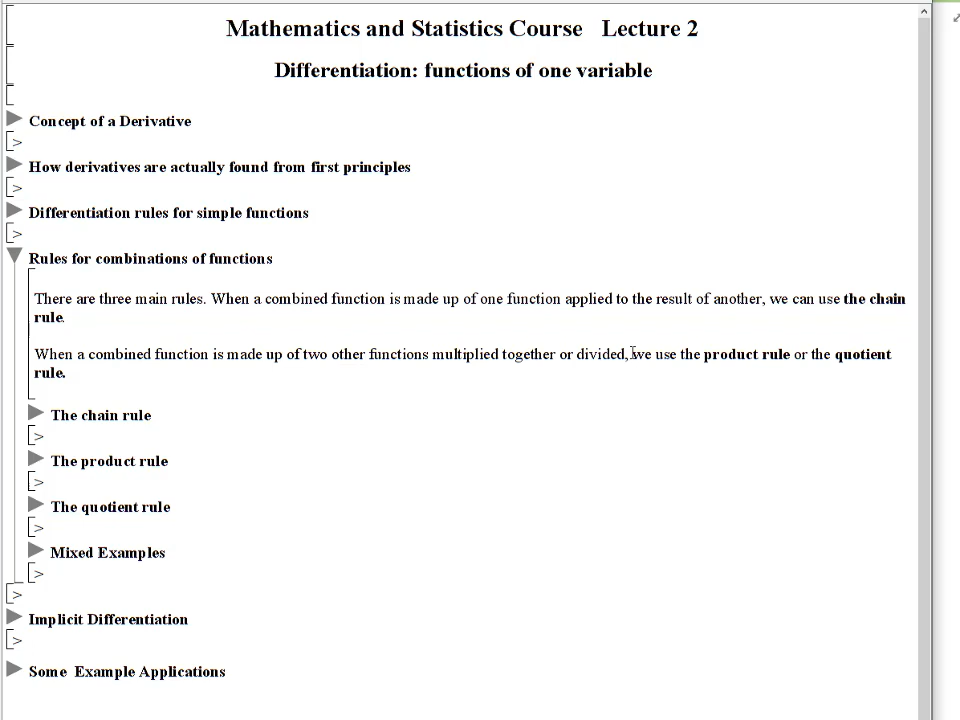 Mathematics and Statistics Course   Lecture 2
Differentiation: functions of one variable
Concept of a Derivative
>
How derivatives are actually found from first principles
>
Differentiation rules for simple functions
>
Rules for combinations of functions
There are three main rules. When a combined function is made up of one function applied to the result of another, we can use the chain
rule.
When a combined function is made up of two other functions multiplied together or divided, we use the product rule or the quotient
rule.
The chain rule
>
The product rule
>
The quotient rule
>
Mixed Examples
>
>
Implicit Differentiation
>
Some  Example Applications